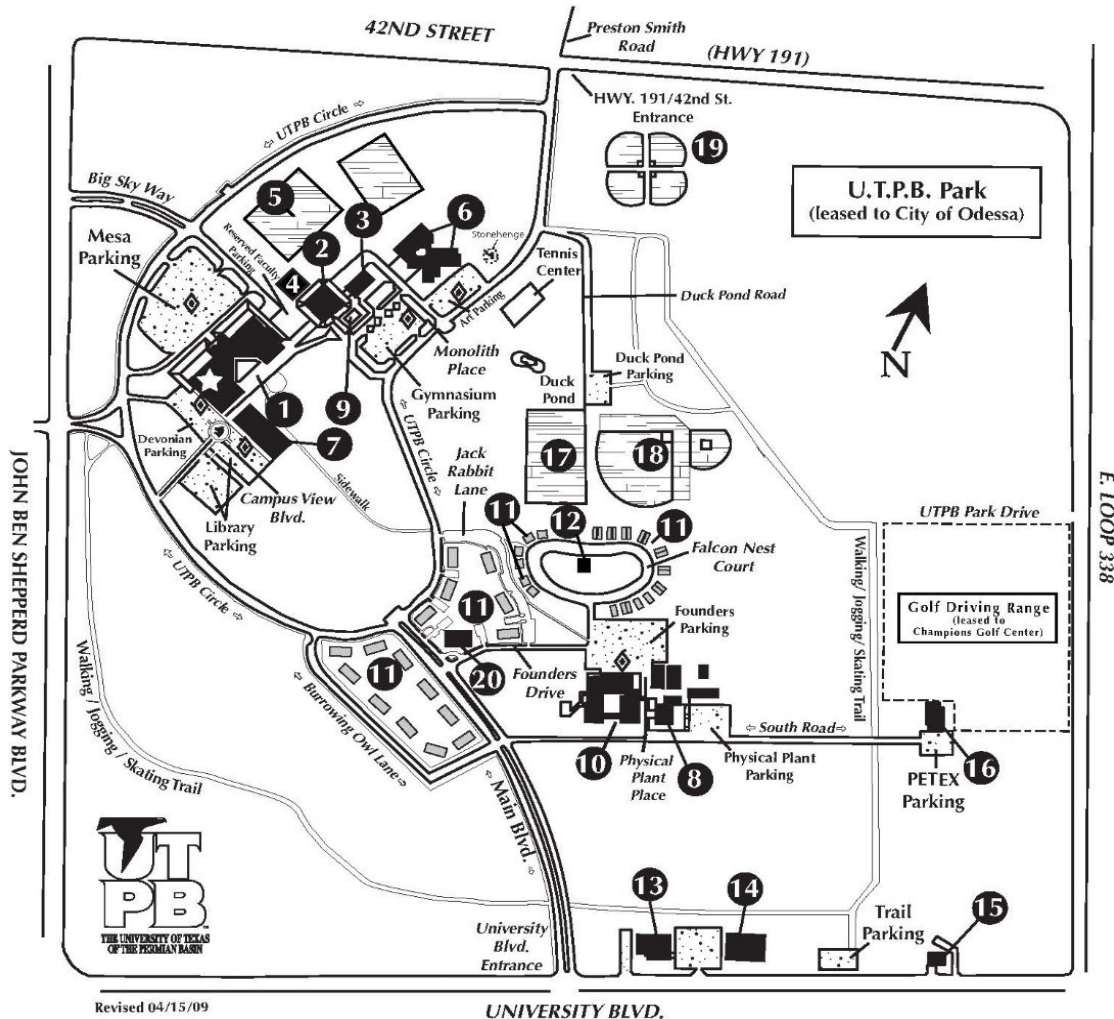 42ND STREET
Preston Smith
Road
(HWY 191)
HWY. 191/42nd St.
Entrance
19
U.T.P.B. Park
(leased to City of Odessa)
⇦ UTPB Circle ⇨
Big Sky Way
5
3
6
Stonehenge
Mesa
Parking
Reserved Faculty
Parking
2
4
Tennis
Center
Duck Pond Road
Art Parking
N
Monolith
Place
Duck Pond
Parking
Gymnasium
Parking
Duck
Pond
1
9
Devonian
Parking
7
⇦ UTPB Circle ⇨
17
18
Campus View
Blvd.
Sidewalk
Jack
Rabbit
Lane
Library
Parking
JOHN BEN SHEPPERD PARKWAY BLVD.
E. LOOP 338
UTPB Park Drive
11
12
11
Falcon Nest
Court
⇦ UTPB Circle ⇨
Walking/ Jogging/ Skating Trail
Golf Driving Range
(leased to
Champions Golf Center)
11
Founders
Parking
11
20
Founders
Drive
⇦ Burrowing Owl Lane ⇨
Walking / Jogging / Skating Trail
⇦ South Road ⇨
10
Physical
Plant
Place
8
Physical Plant
Parking
16
PETEX
Parking
⇦ Main Blvd. ⇨
UT
PB
THE UNIVERSITY OF TEXAS
OF THE PERMIAN BASIN
13
14
15
Trail
Parking
University
Blvd.
Entrance
Revised 04/15/09
UNIVERSITY BLVD.